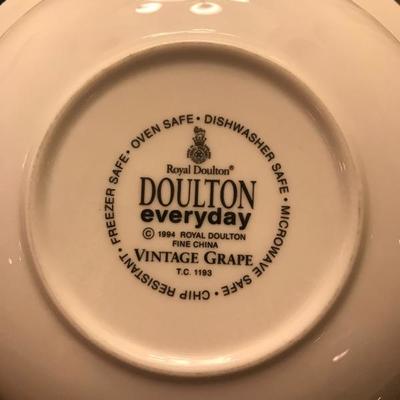 FREEZER SAFE • OVEN SAFE • DISHWASHER SAFE • MICROWAVE SAFE • CHIP RESISTANT •
Royal Doulton®
DOULTON
everyday
© 1994 ROYAL DOULTON
FINE CHINA
VINTAGE GRAPE
T.C. 1193